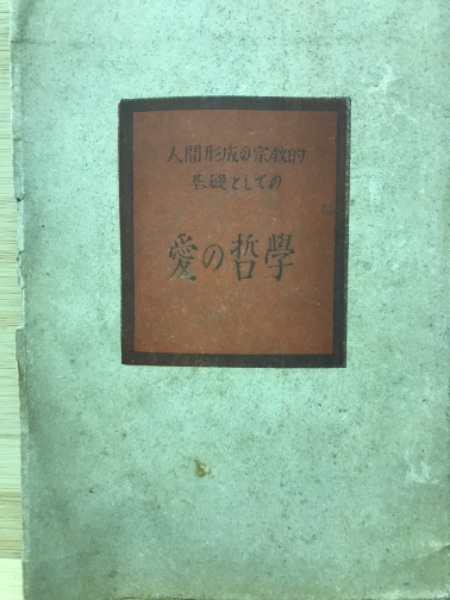 人間形成の宗教的
基礎としての
愛の哲學